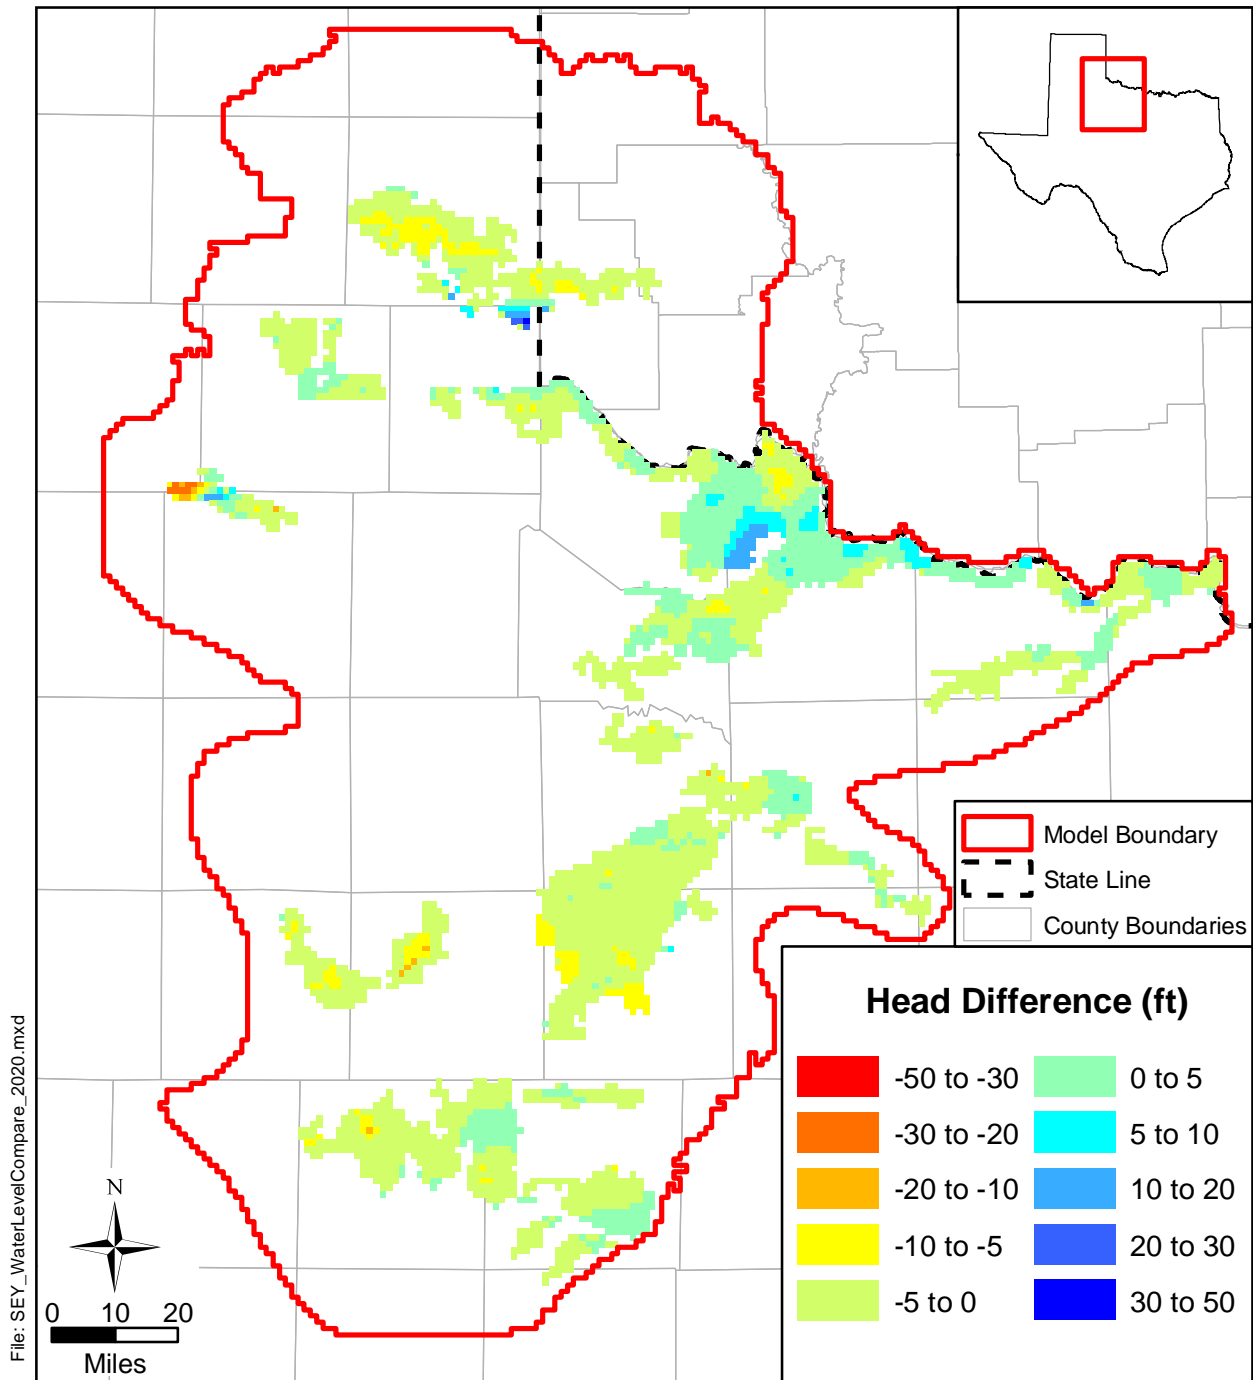 Model Boundary
State Line
County Boundaries
Head Difference (ft)
-50 to -30
-30 to -20
-20 to -10
-10 to -5
-5 to 0
0 to 5
5 to 10
10 to 20
20 to 30
30 to 50
N
0 10 20
Miles
File: SEY_WaterLevelCompare_2020.mxd